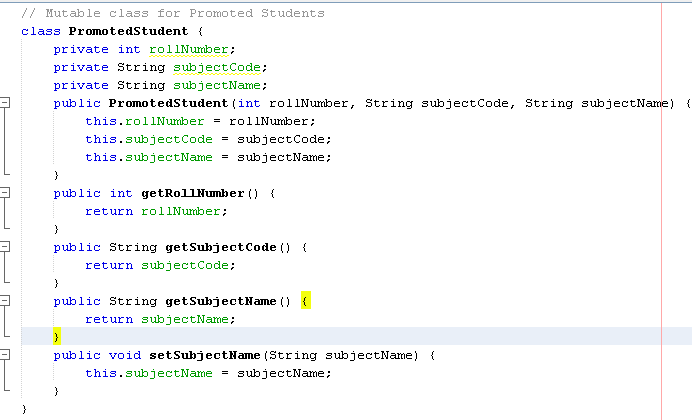 // Mutable class for Promoted Students
class PromotedStudent {
    private int rollNumber;
    private String subjectCode;
    private String subjectName;
    public PromotedStudent(int rollNumber, String subjectCode, String subjectName) {
        this.rollNumber = rollNumber;
        this.subjectCode = subjectCode;
        this.subjectName = subjectName;
    }
    public int getRollNumber() {
        return rollNumber;
    }
    public String getSubjectCode() {
        return subjectCode;
    }
    public String getSubjectName() {
        return subjectName;
    }
    public void setSubjectName(String subjectName) {
        this.subjectName = subjectName;
    }
}